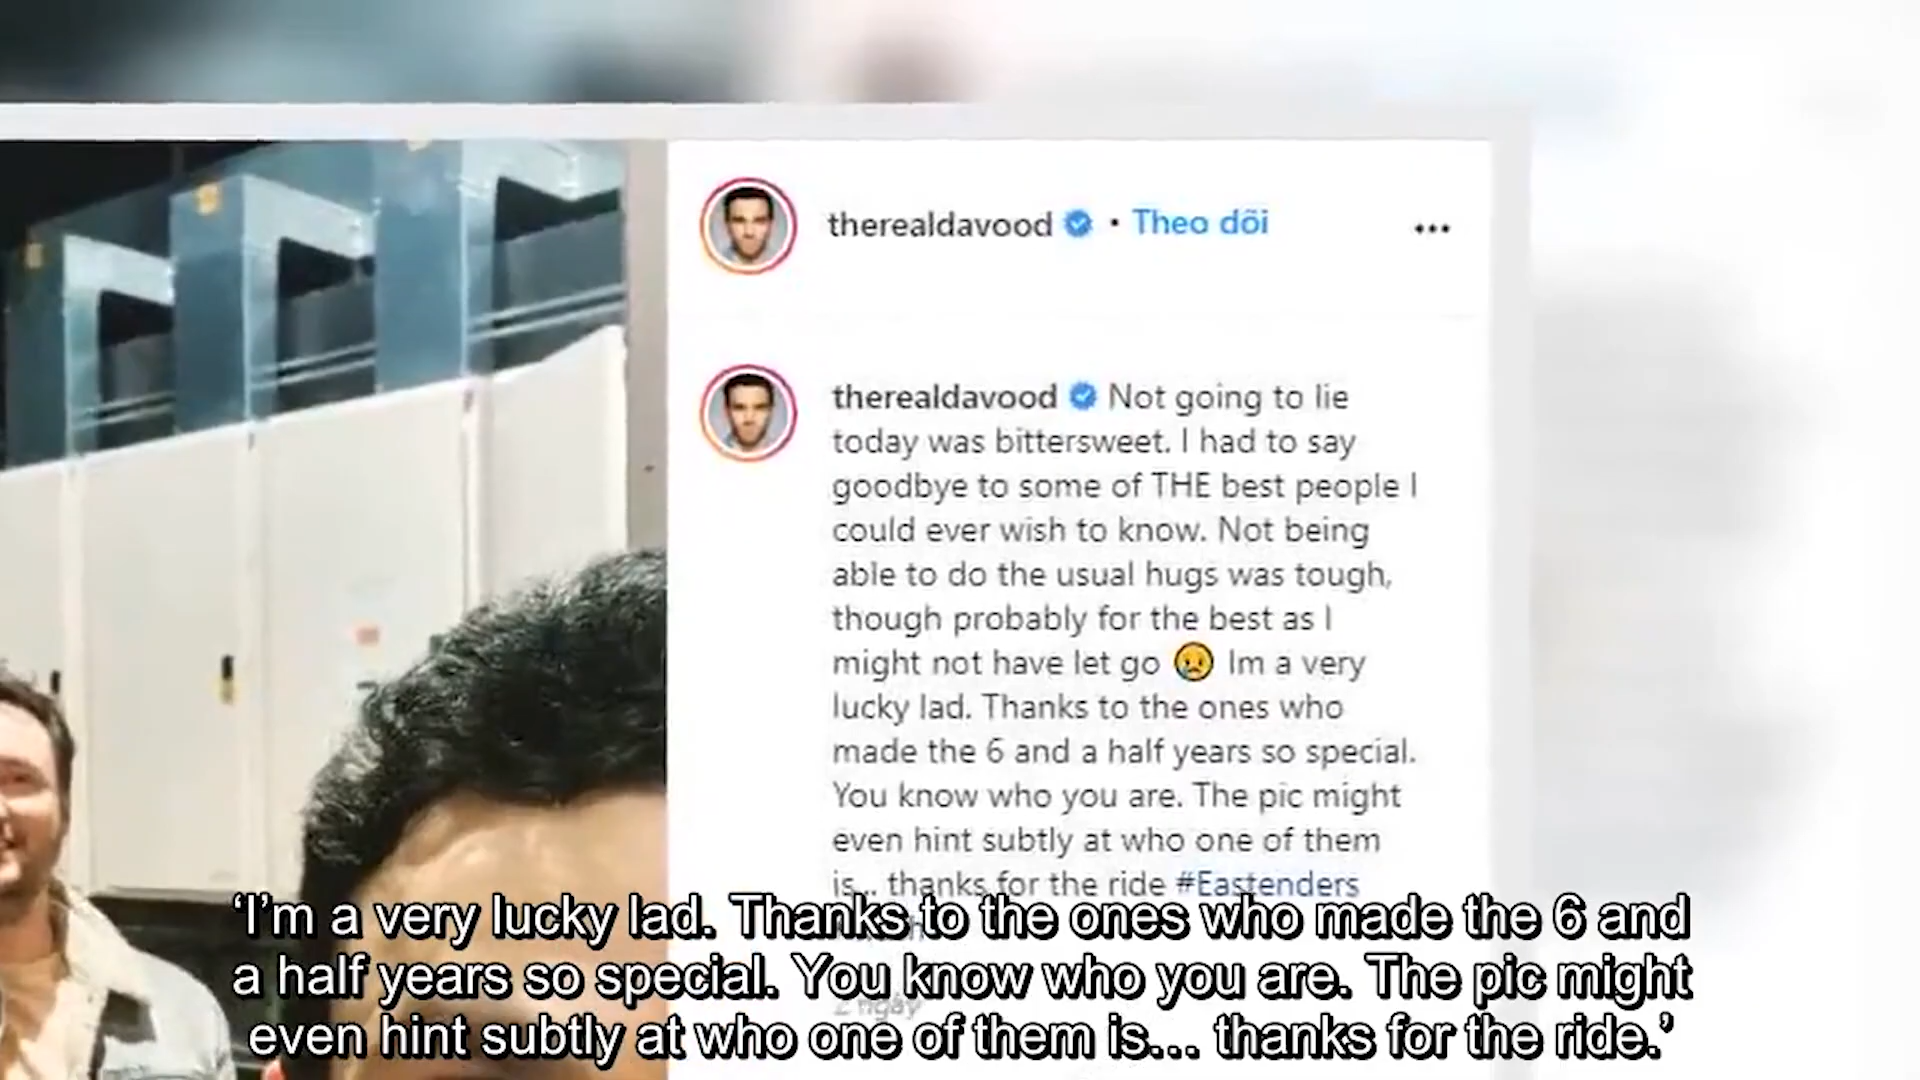 therealdavood • Theo dõi
therealdavood Not going to lie
today was bittersweet. I had to say
goodbye to some of THE best people I
could ever wish to know. Not being
able to do the usual hugs was tough,
though probably for the best as I
might not have let go 😢 Im a very
lucky lad. Thanks to the ones who
made the 6 and a half years so special.
You know who you are. The pic might
even hint subtly at who one of them
is... thanks for the ride #Eastenders
2 ngày
‘I’m a very lucky lad. Thanks to the ones who made the 6 and
a half years so special. You know who you are. The pic might
even hint subtly at who one of them is... thanks for the ride.’